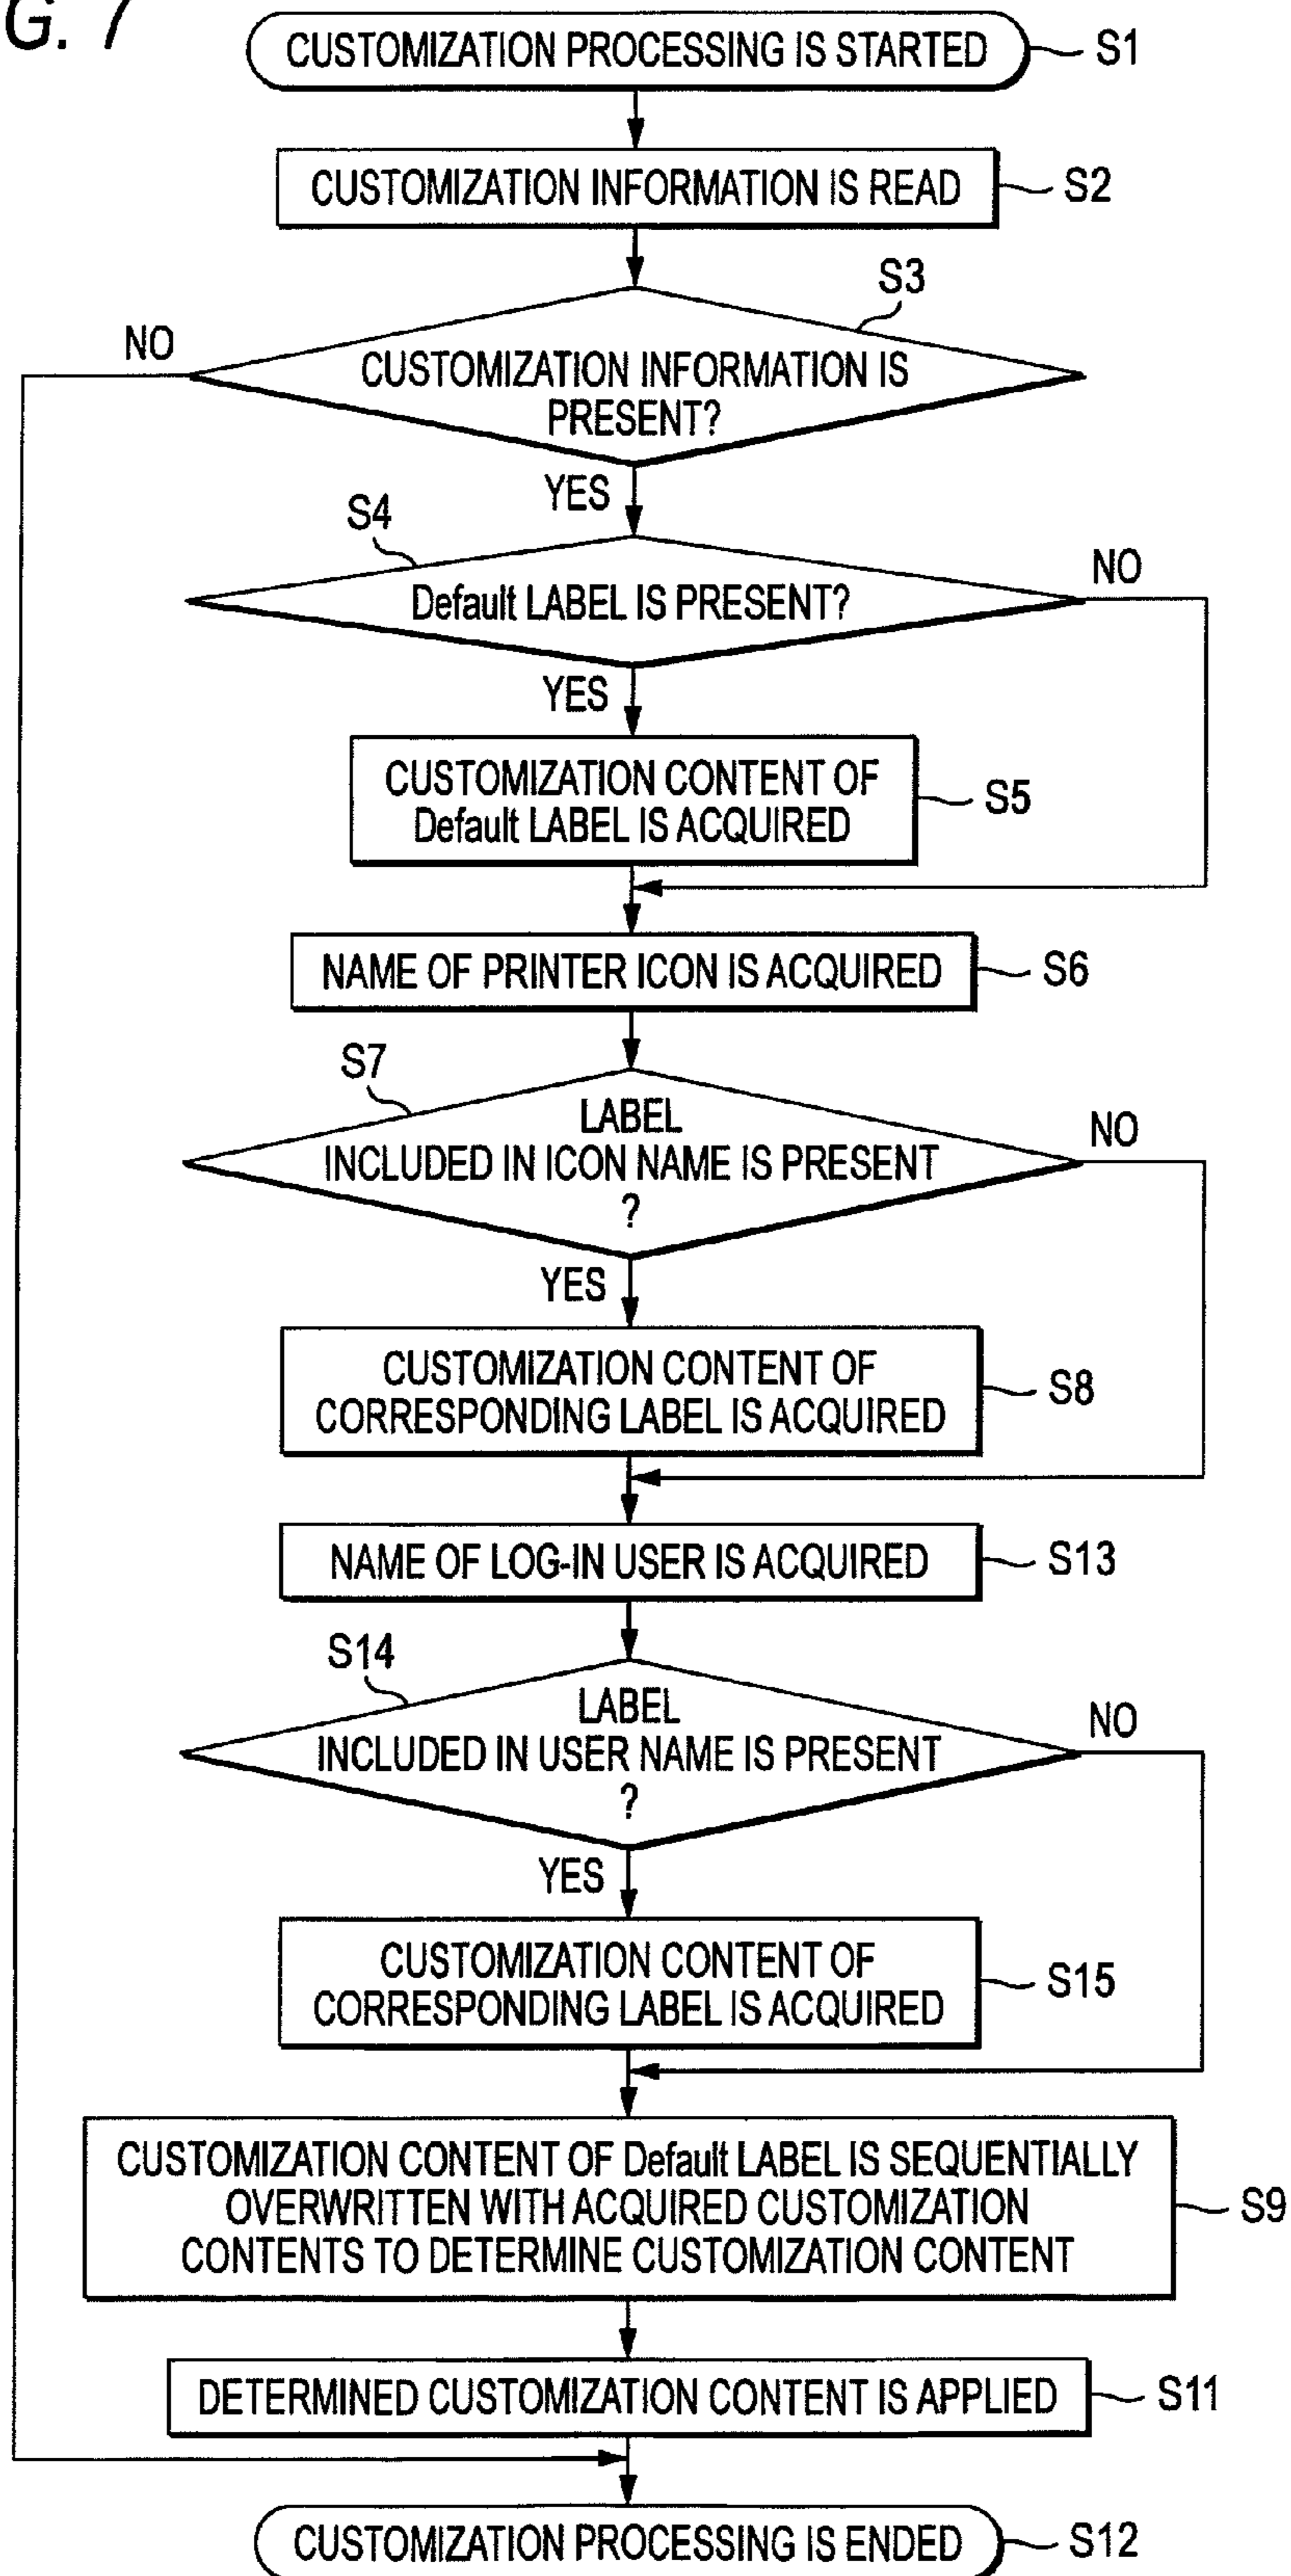 G. 7
CUSTOMIZATION PROCESSING IS STARTED
S1
CUSTOMIZATION INFORMATION IS READ
S2
S3
NO
CUSTOMIZATION INFORMATION IS
PRESENT?
YES
S4
NO
Default LABEL IS PRESENT?
YES
CUSTOMIZATION CONTENT OF
Default LABEL IS ACQUIRED
S5
NAME OF PRINTER ICON IS ACQUIRED
S6
S7
LABEL
INCLUDED IN ICON NAME IS PRESENT
?
NO
YES
CUSTOMIZATION CONTENT OF
CORRESPONDING LABEL IS ACQUIRED
S8
NAME OF LOG-IN USER IS ACQUIRED
S13
S14
LABEL
INCLUDED IN USER NAME IS PRESENT
?
NO
YES
CUSTOMIZATION CONTENT OF
CORRESPONDING LABEL IS ACQUIRED
S15
CUSTOMIZATION CONTENT OF Default LABEL IS SEQUENTIALLY
OVERWRITTEN WITH ACQUIRED CUSTOMIZATION
CONTENTS TO DETERMINE CUSTOMIZATION CONTENT
S9
DETERMINED CUSTOMIZATION CONTENT IS APPLIED
S11
CUSTOMIZATION PROCESSING IS ENDED
S12